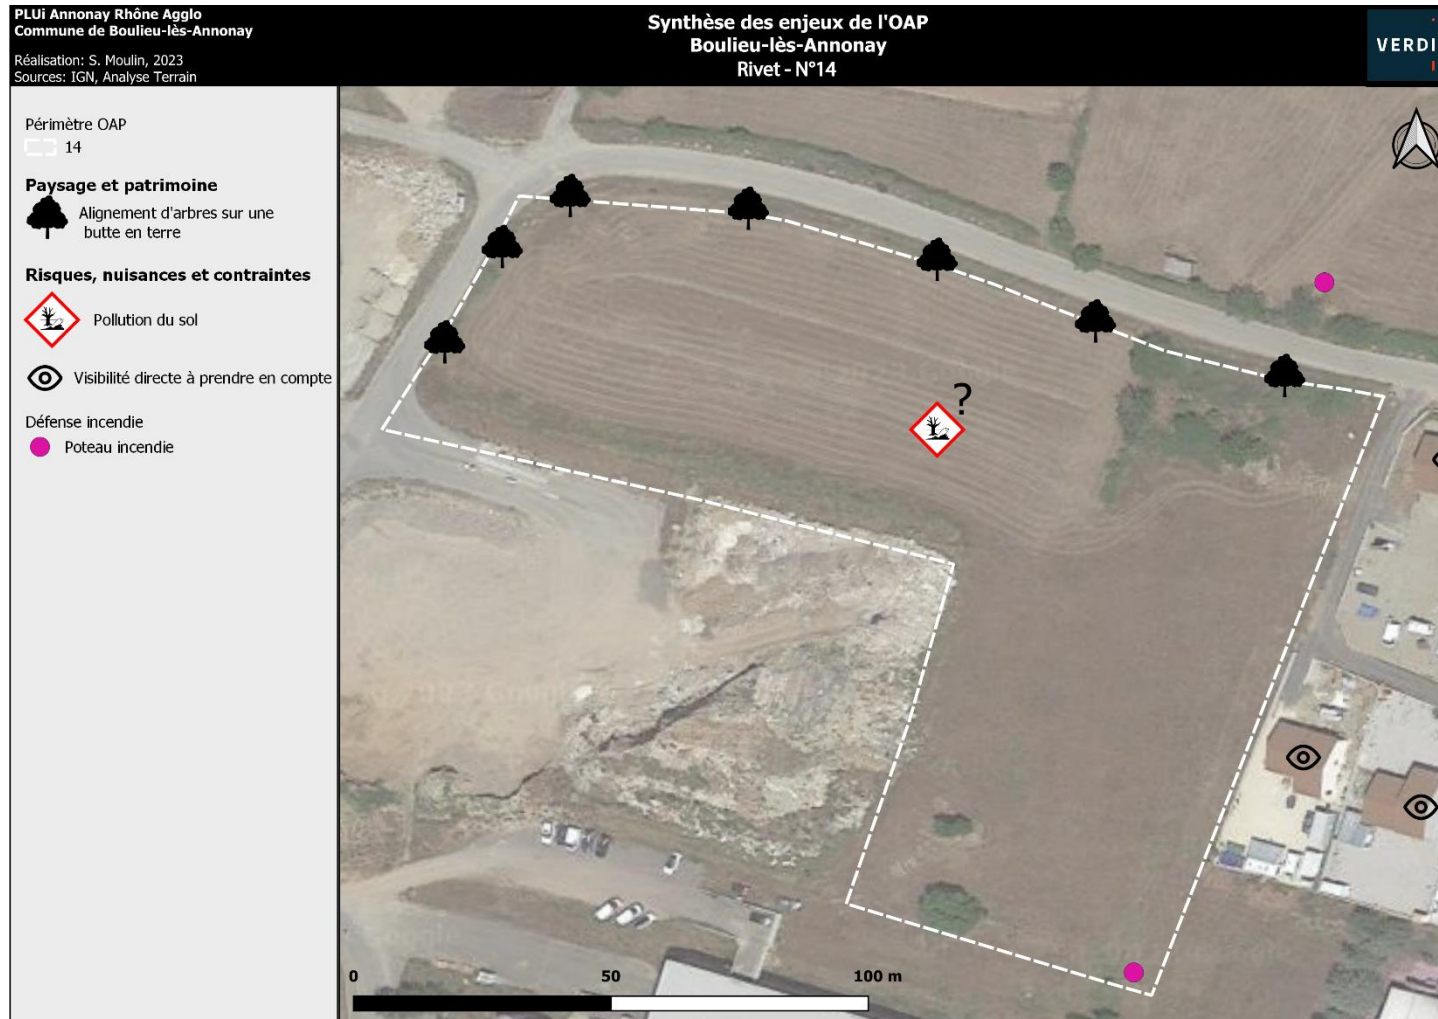 PLUi Annonay Rhône Agglo
Commune de Boulieu-lès-Annonay
Réalisation: S. Moulin, 2023
Sources: IGN, Analyse Terrain
Synthèse des enjeux de l'OAP
Boulieu-lès-Annonay
Rivet - N°14
VERDI
Périmètre OAP
14
Paysage et patrimoine
Alignement d'arbres sur une
butte en terre
Risques, nuisances et contraintes
Pollution du sol
Visibilité directe à prendre en compte
Défense incendie
Poteau incendie
?
0 50 100 m